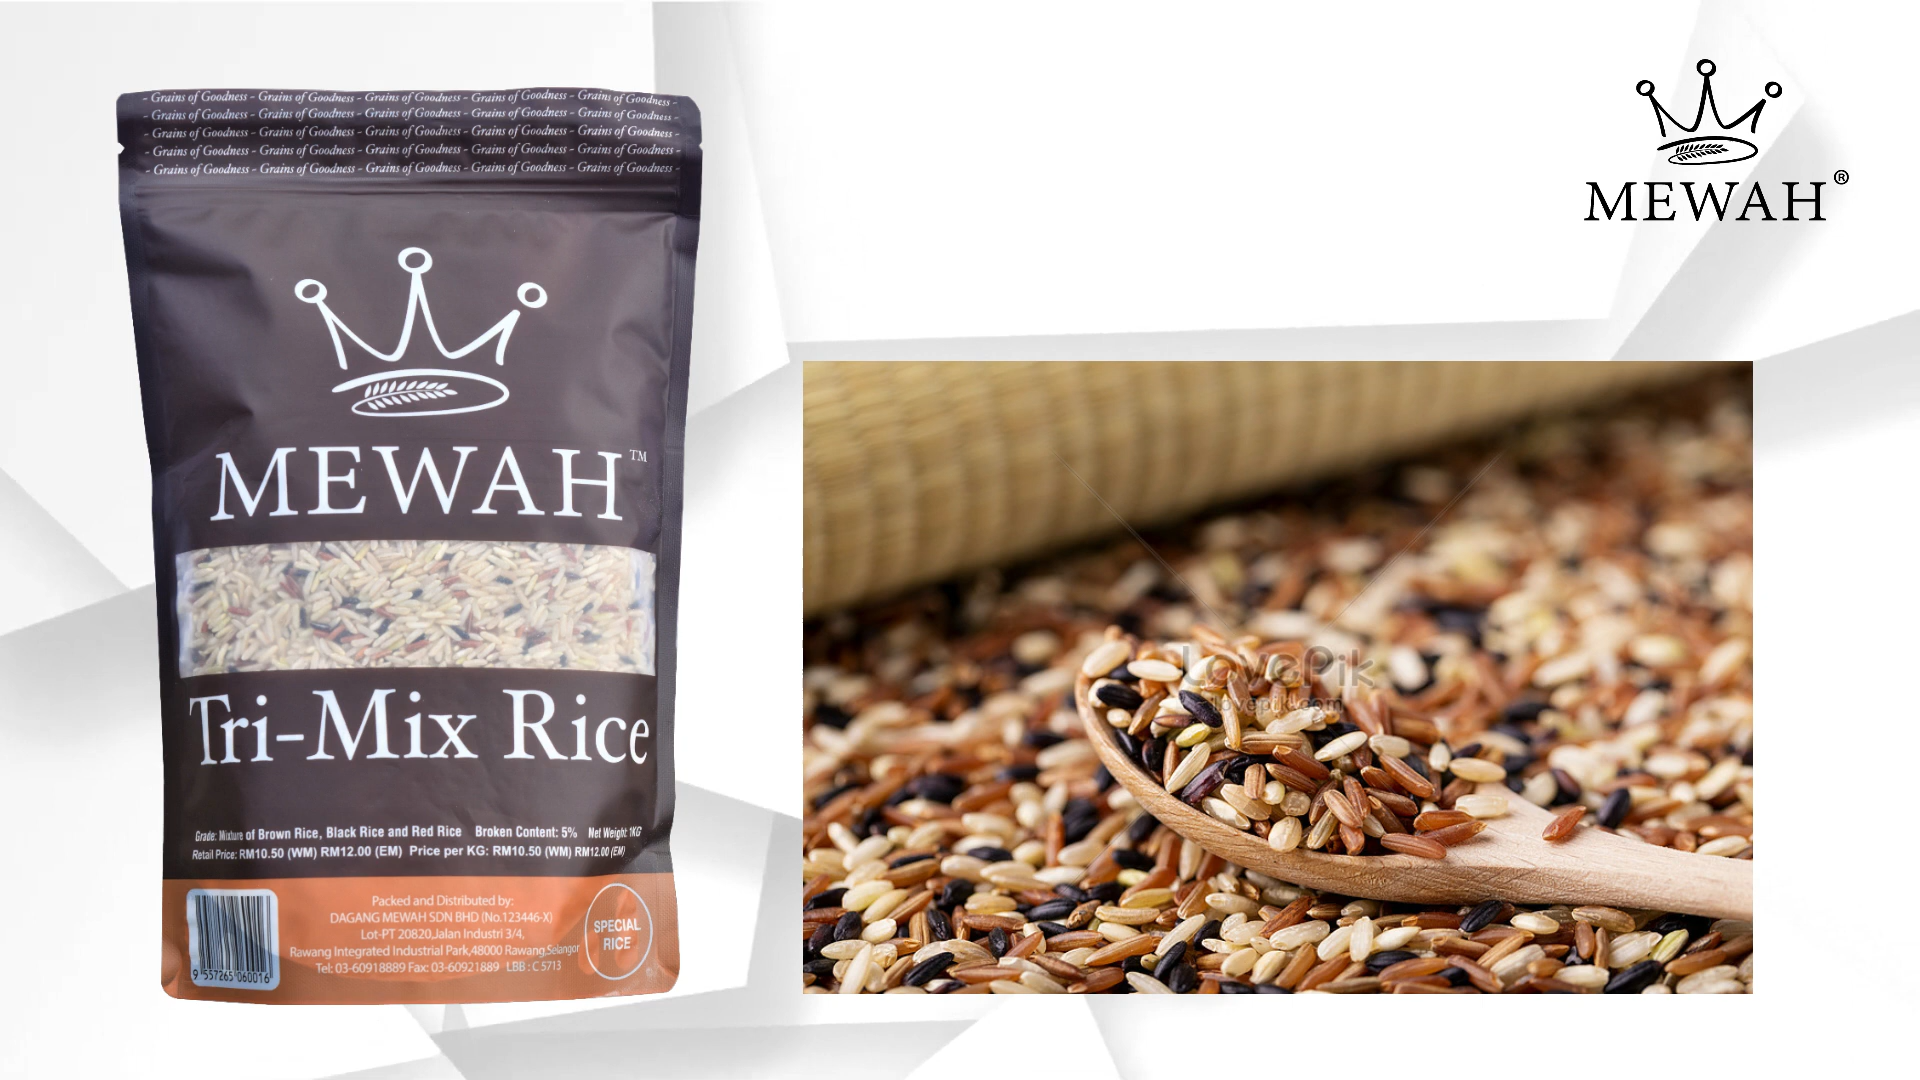 - Grains of Goodness - Grains of Goodness - Grains of Goodness - Grains of Goodness - Grains of Goodness -
- Grains of Goodness - Grains of Goodness - Grains of Goodness - Grains of Goodness - Grains of Goodness -
- Grains of Goodness - Grains of Goodness - Grains of Goodness - Grains of Goodness - Grains of Goodness -
- Grains of Goodness - Grains of Goodness - Grains of Goodness - Grains of Goodness - Grains of Goodness -
- Grains of Goodness - Grains of Goodness - Grains of Goodness - Grains of Goodness - Grains of Goodness -
MEWAH™
Tri-Mix Rice
Grade: Mixture of Brown Rice, Black Rice and Red Rice Broken Content: 5% Net Weight: 1KG
Retail Price: RM10.50 (WM) RM12.00 (EM) Price per KG: RM10.50 (WM) RM12.00 (EM)
Packed and Distributed by:
DAGANG MEWAH SDN BHD (No.123446-X)
Lot-PT 20820,Jalan Industri 3/4,
Rawang Integrated Industrial Park,48000 Rawang,Selangor
Tel: 03-60918889 Fax: 03-60921889 LBB : C 5713
9 557265 060016
SPECIAL
RICE
MEWAH®
LovePik
lovepik.com